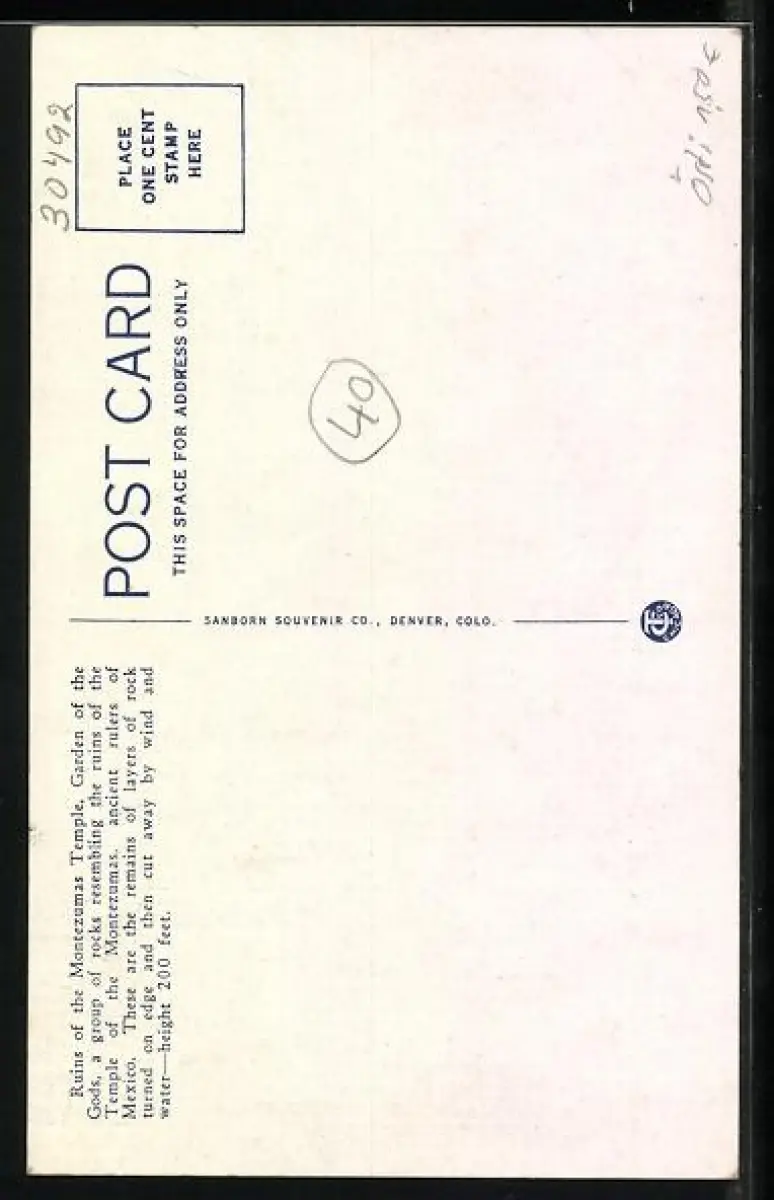 Ruins of the Montezumas Temple, Garden of the
Gods, a group of rocks resembling the ruins of the
Temple of the Montezumas, ancient rulers of
Mexico. These are the remains of layers of rock
turned on edge and then cut away by wind and
water—height 200 feet.
SANBORN SOUVENIR CO., DENVER, COLO.
POST CARD
THIS SPACE FOR ADDRESS ONLY
30492
PLACE
ONE CENT
STAMP
HERE
40